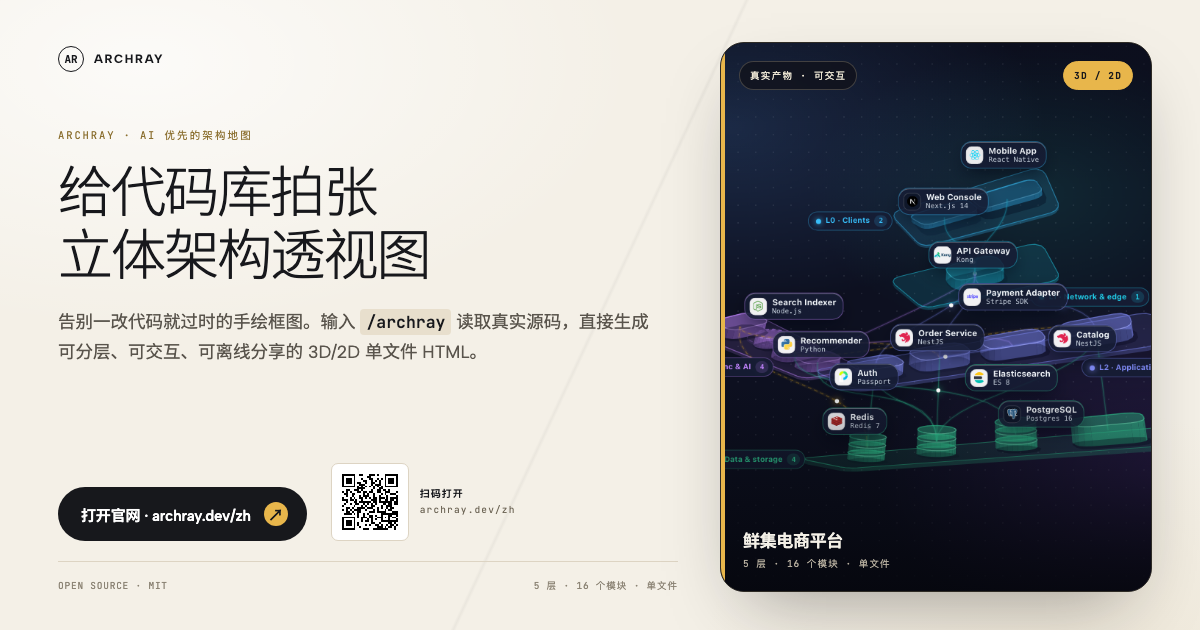 AR ARCHRAY
ARCHRAY · AI 优先的架构地图
给代码库拍张
立体架构透视图
告别一改代码就过时的手绘框图。输入 /archray 读取真实源码，直接生成
可分层、可交互、可离线分享的 3D/2D 单文件 HTML。
打开官网 · archray.dev/zh
扫码打开
archray.dev/zh
OPEN SOURCE · MIT
5 层 · 16 个模块 · 单文件
真实产物 · 可交互
3D / 2D
Mobile App
React Native
Web Console
Next.js 14
L0 · Clients 2
API Gateway
Kong
Payment Adapter
Stripe SDK
Network & edge 1
Search Indexer
Node.js
Order Service
NestJS
Catalog
NestJS
Recommender
Python
nc & AI 4
Auth
Passport
Elasticsearch
ES 8
L2 · Applicati
Redis
Redis 7
PostgreSQL
Postgres 16
Data & storage 4
鲜集电商平台
5 层 · 16 个模块 · 单文件